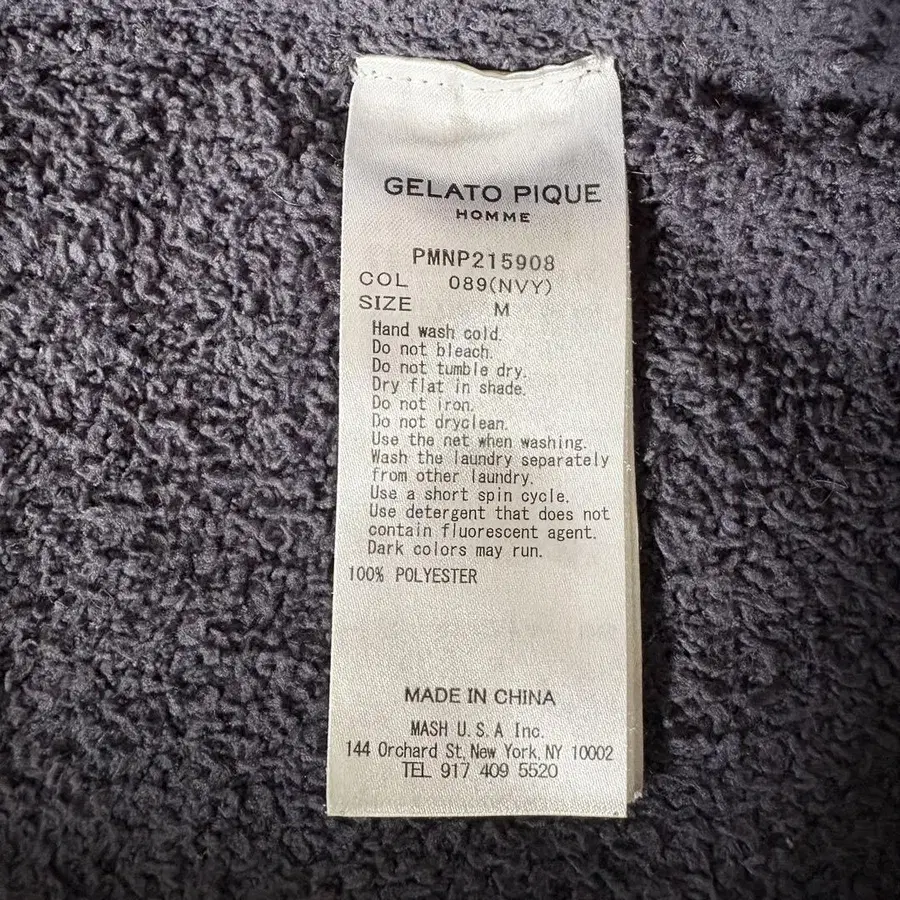 GELATO PIQUE
HOMME
PMNP215908
COL 089(NVY)
SIZE M
Hand wash cold.
Do not bleach.
Do not tumble dry.
Dry flat in shade.
Do not iron.
Do not dryclean.
Use the net when washing.
Wash the laundry separately
from other laundry.
Use a short spin cycle.
Use detergent that does not
contain fluorescent agent.
Dark colors may run.
100% POLYESTER
MADE IN CHINA
MASH U.S.A Inc.
144 Orchard St, New York, NY 10002
TEL 917 409 5520